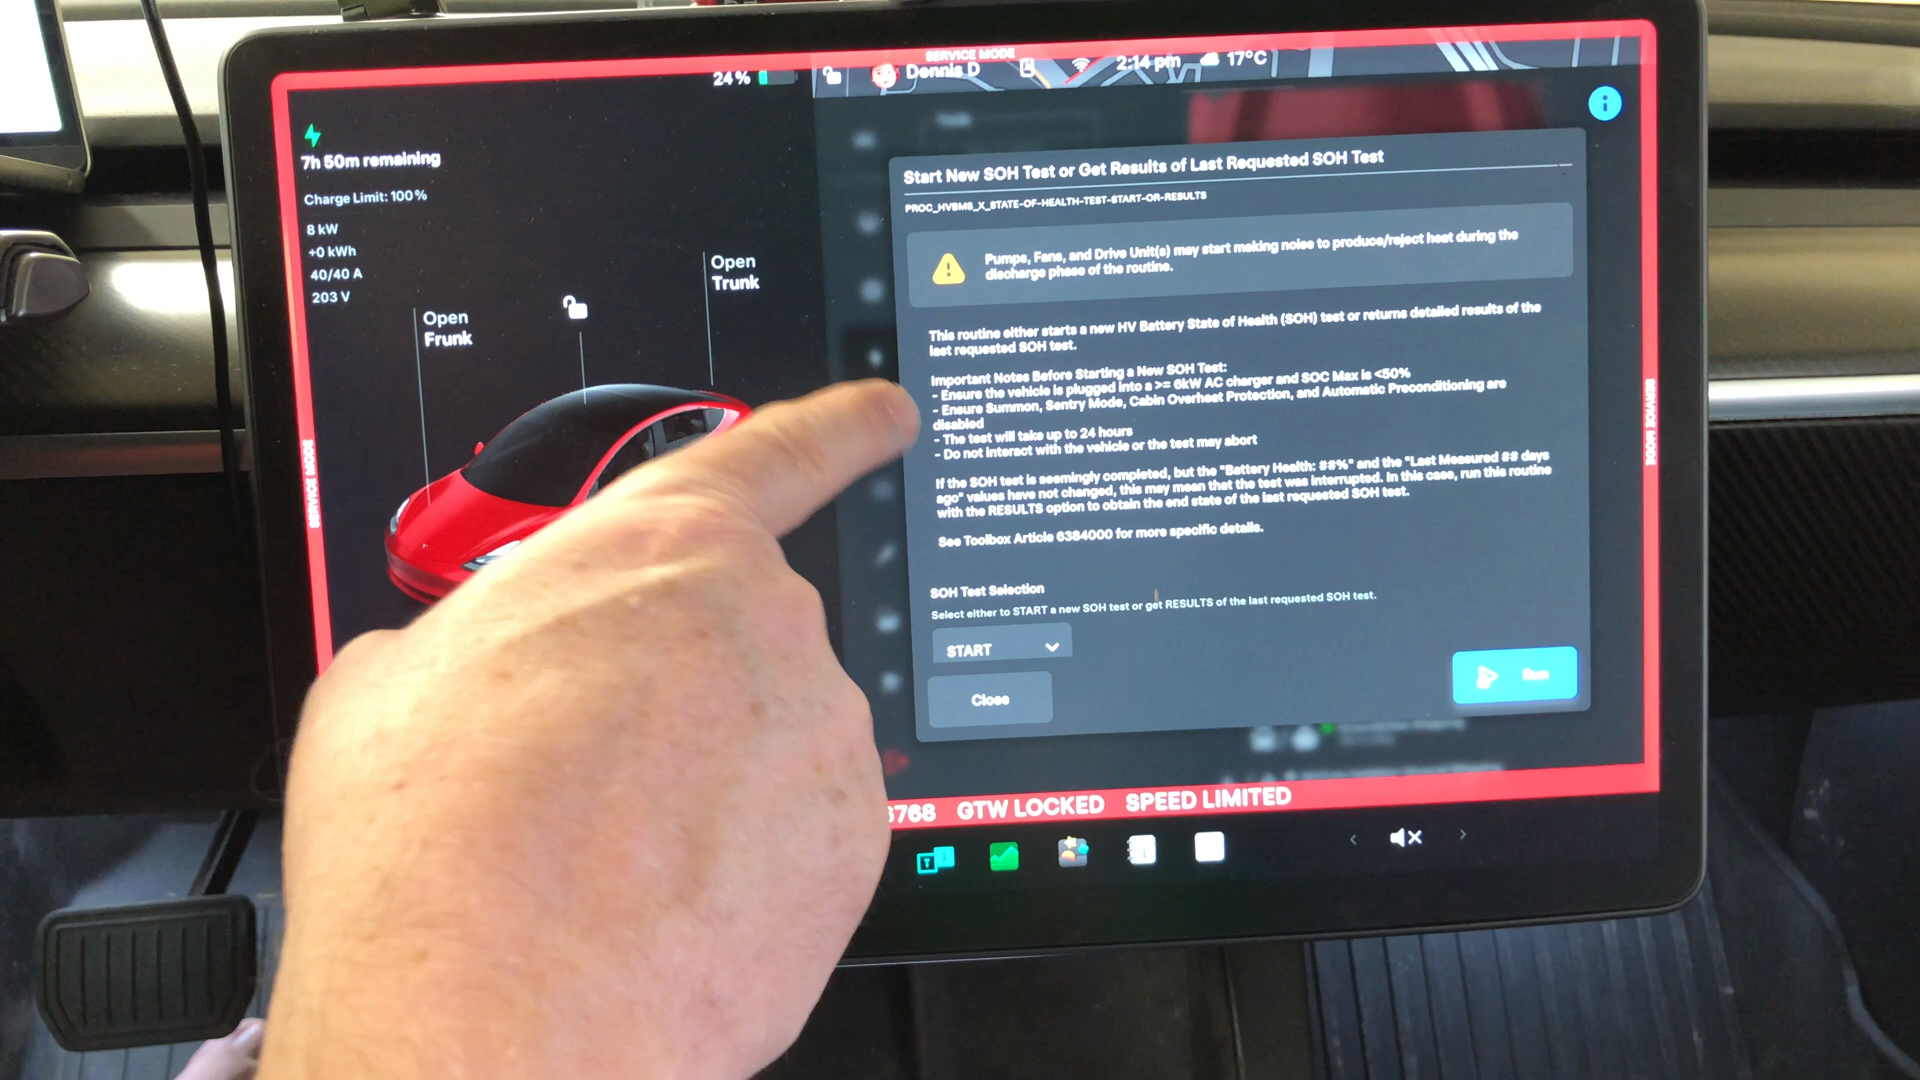 SERVICE MODE
24%
Dennis D
2:14 pm
17°C
7h 50m remaining
Charge Limit: 100%
8 kW
+0 kWh
40/40 A
203 V
Open
Frunk
Open
Trunk
Start New SOH Test or Get Results of Last Requested SOH Test
PROC_HVBMS_X_STATE-OF-HEALTH-TEST-START-OR-RESULTS
Pumps, Fans, and Drive Unit(s) may start making noise to produce/reject heat during the
discharge phase of the routine.
This routine either starts a new HV Battery State of Health (SOH) test or returns detailed results of the
last requested SOH test.
Important Notes Before Starting a New SOH Test:
- Ensure the vehicle is plugged into a >= 6kW AC charger and SOC Max is <50%
- Ensure Summon, Sentry Mode, Cabin Overheat Protection, and Automatic Preconditioning are
disabled
- The test will take up to 24 hours
- Do not interact with the vehicle or the test may abort
If the SOH test is seemingly completed, but the "Battery Health: ##%" and the "Last Measured ## days
ago" values have not changed, this may mean that the test was interrupted. In this case, run this routine
with the RESULTS option to obtain the end state of the last requested SOH test.
See Toolbox Article 6384000 for more specific details.
SOH Test Selection
Select either to START a new SOH test or get RESULTS of the last requested SOH test.
START
Close
Run
SERVICE MODE
SERVICE MODE
768 GTW LOCKED SPEED LIMITED